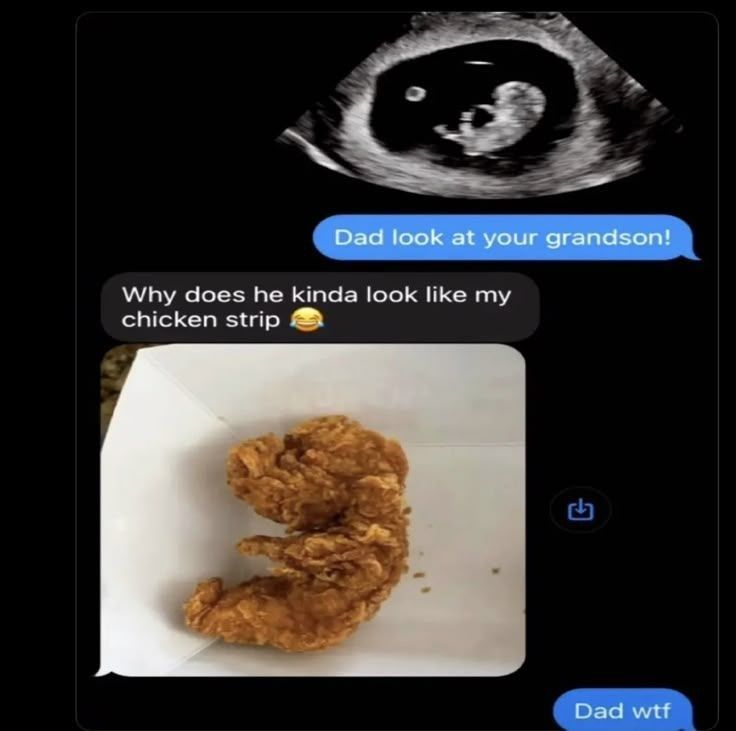 Dad look at your grandson!
Why does he kinda look like my
chicken strip 😂
Dad wtf